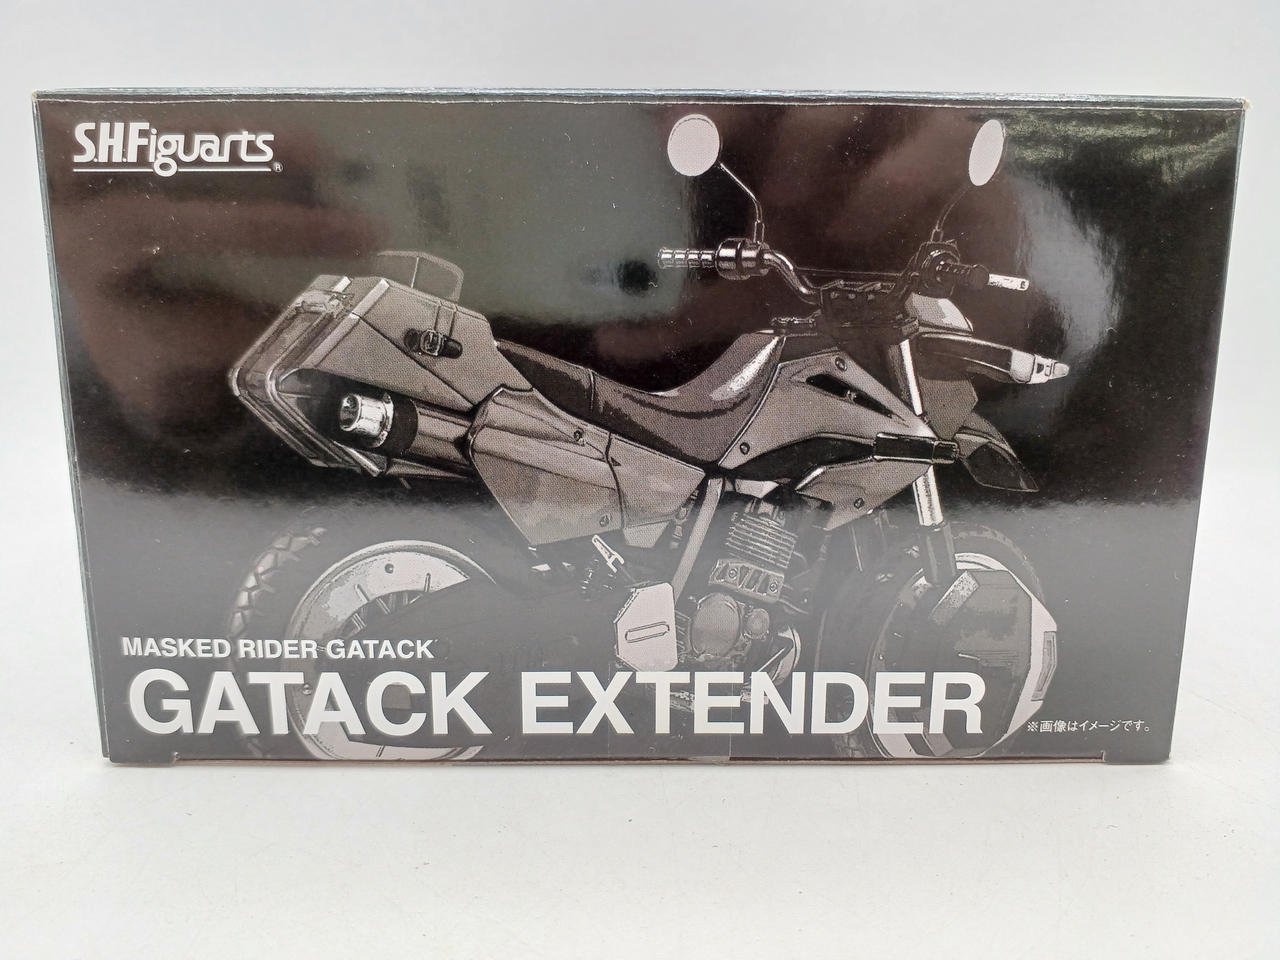 S.H.Figuarts®
MASKED RIDER GATACK
GATACK EXTENDER
※画像はイメージです。